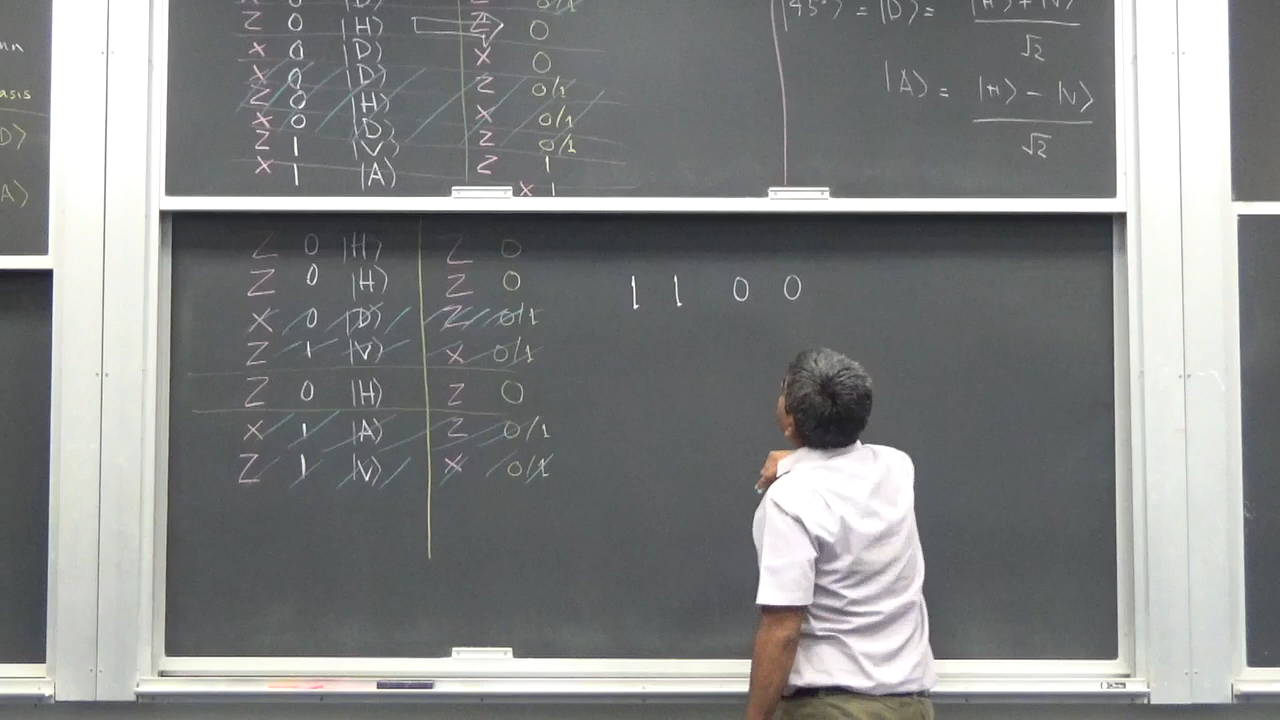 Z 0 |H⟩ Z 0
X 0 |D⟩ X 0
X 0 |D⟩ Z 0/1
Z 0 |H⟩ X 0/1
X 0 |D⟩ Z 0/1
Z 1 |V⟩ Z 1
X 1 |A⟩ X 1
|45°⟩ = |D⟩ = |H⟩ + |V⟩
√2
|A⟩ = |H⟩ - |V⟩
√2
asis
D⟩
A⟩
Z 0 |H⟩ Z 0
Z 0 |H⟩ Z 0
X 0 |D⟩ Z 0/1
Z 1 |V⟩ X 0/1
Z 0 |H⟩ Z 0
X 1 |A⟩ Z 0/1
Z 1 |V⟩ X 0/1
1 1 0 0